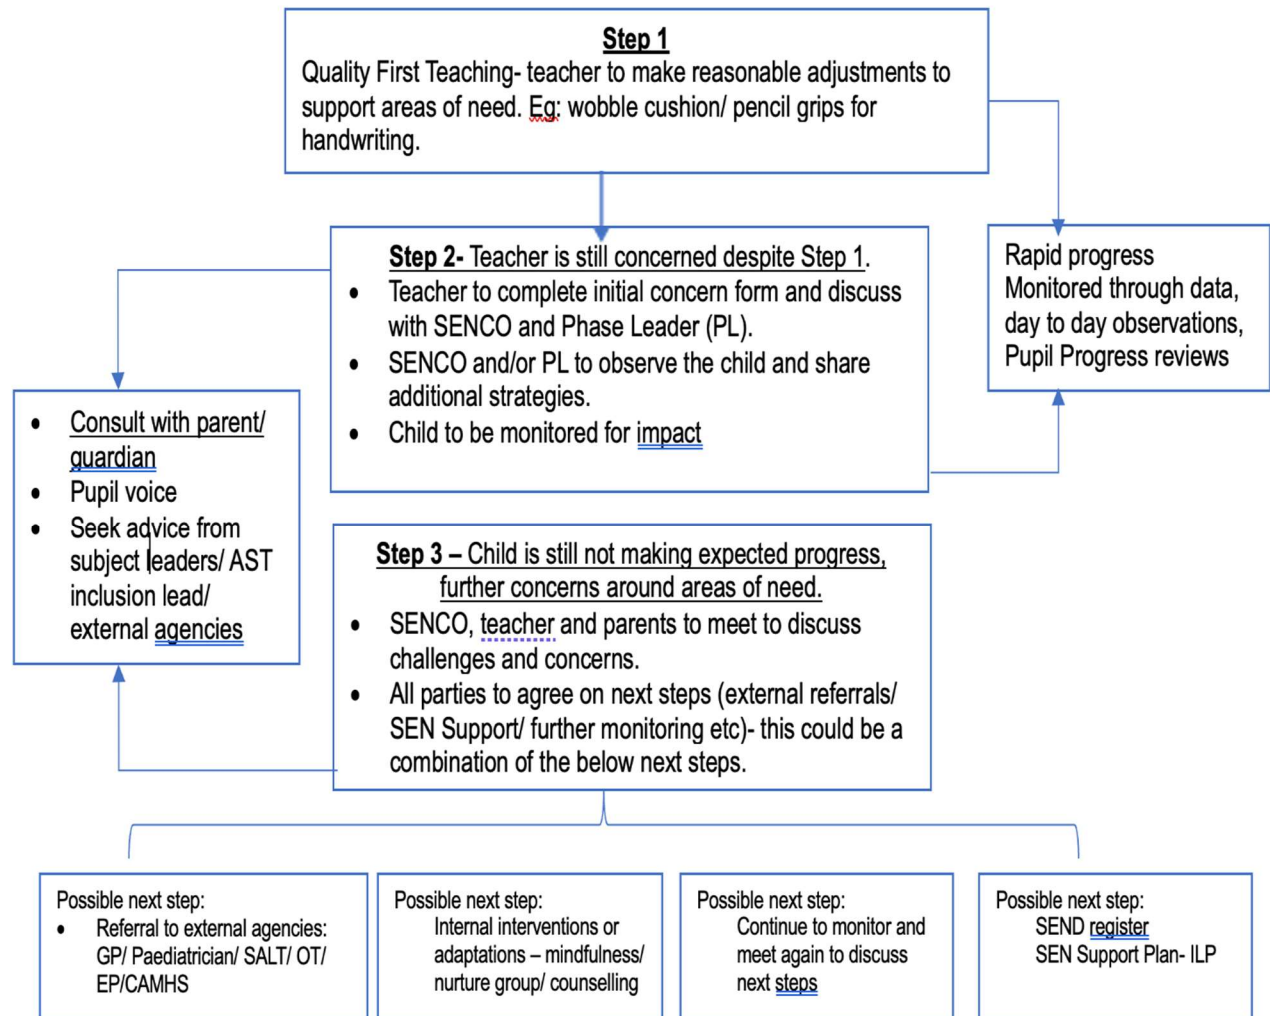 Step 1
Quality First Teaching- teacher to make reasonable adjustments to
support areas of need. Eg: wobble cushion/ pencil grips for
handwriting.
Step 2- Teacher is still concerned despite Step 1.
• Teacher to complete initial concern form and discuss
with SENCO and Phase Leader (PL).
• SENCO and/or PL to observe the child and share
additional strategies.
• Child to be monitored for impact
Rapid progress
Monitored through data,
day to day observations,
Pupil Progress reviews
• Consult with parent/
guardian
• Pupil voice
• Seek advice from
subject leaders/ AST
inclusion lead/
external agencies
Step 3 – Child is still not making expected progress,
further concerns around areas of need.
• SENCO, teacher and parents to meet to discuss
challenges and concerns.
• All parties to agree on next steps (external referrals/
SEN Support/ further monitoring etc)- this could be a
combination of the below next steps.
Possible next step:
• Referral to external agencies:
GP/ Paediatrician/ SALT/ OT/
EP/CAMHS
Possible next step:
Internal interventions or
adaptations – mindfulness/
nurture group/ counselling
Possible next step:
Continue to monitor and
meet again to discuss
next steps
Possible next step:
SEND register
SEN Support Plan- ILP